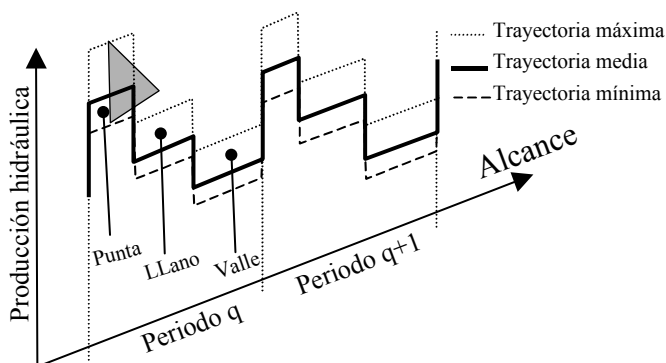 Trayectoria máxima
Trayectoria media
Trayectoria mínima
Producción hidráulica
Alcance
Punta
LLano
Valle
Periodo q
Periodo q+1